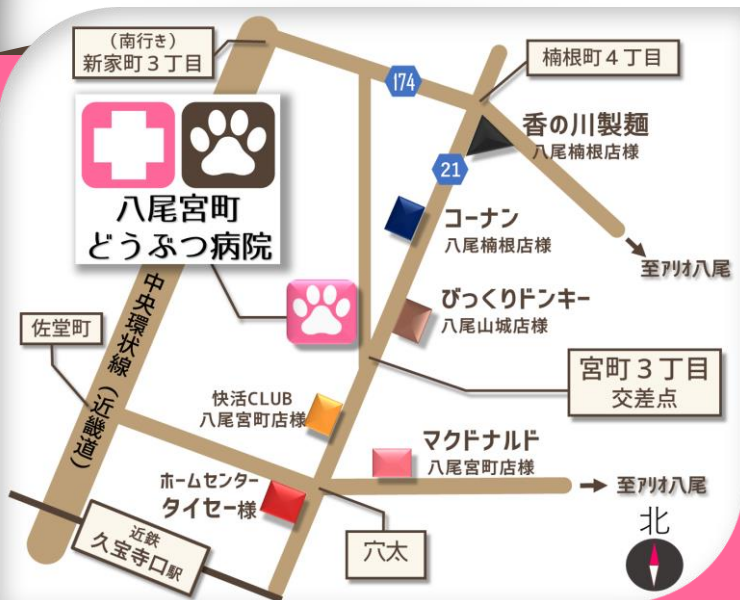 (南行き)
新家町３丁目
174
楠根町４丁目
香の川製麺
八尾楠根店様
21
八尾宮町
どうぶつ病院
コーナン
八尾楠根店様
至アリオ八尾
中央環状線(近畿道)
びっくりドンキー
八尾山城店様
佐堂町
宮町３丁目
交差点
快活CLUB
八尾宮町店様
マクドナルド
八尾宮町店様
ホームセンター
タイセー様
至アリオ八尾
北
近鉄
久宝寺口駅
穴太